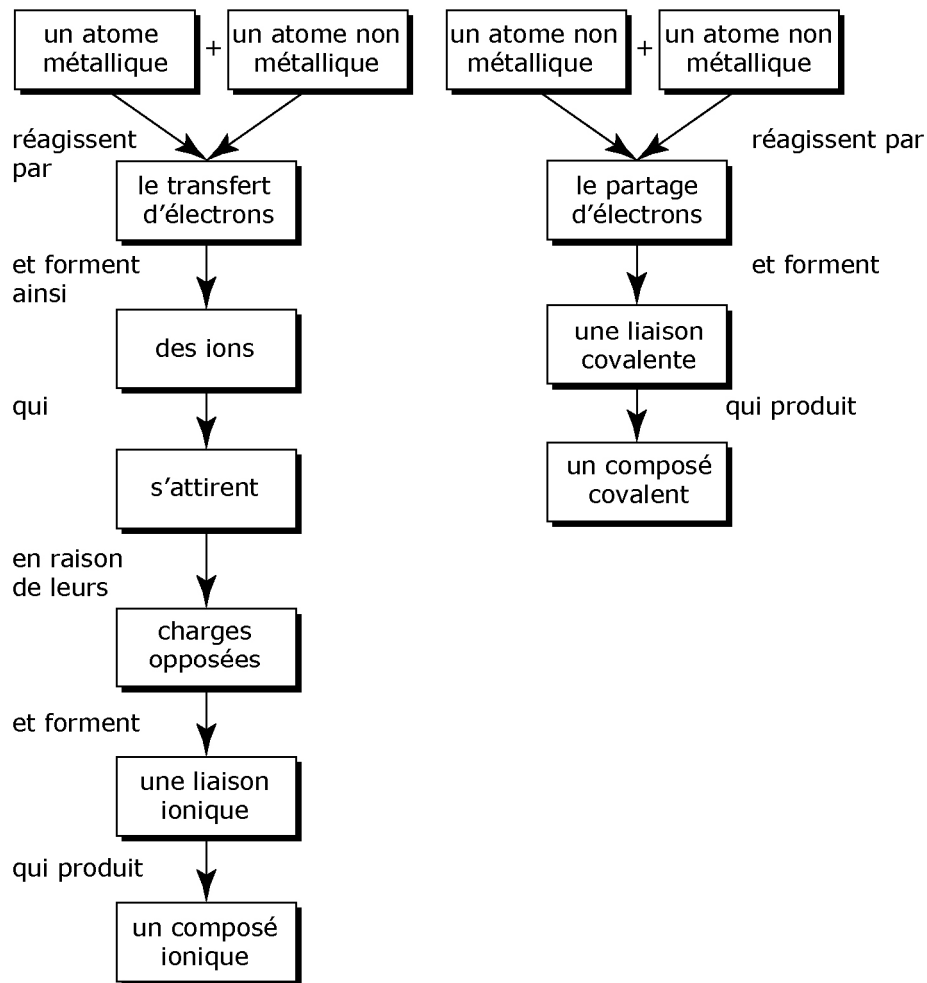 un atome
métallique
+
un atome non
métallique
réagissent
par
le transfert
d'électrons
et forment
ainsi
des ions
qui
s'attirent
en raison
de leurs
charges
opposées
et forment
une liaison
ionique
qui produit
un composé
ionique
un atome non
métallique
+
un atome non
métallique
réagissent par
le partage
d'électrons
et forment
une liaison
covalente
qui produit
un composé
covalent